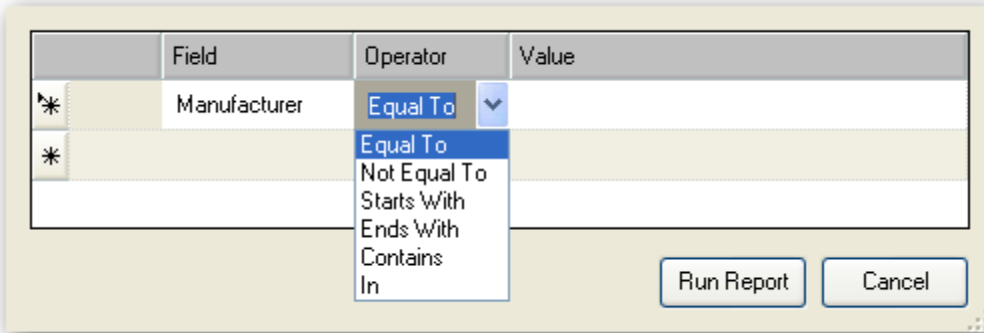 Field Operator Value
Manufacturer Equal To
Equal To
Not Equal To
Starts With
Ends With
Contains
In
Run Report Cancel